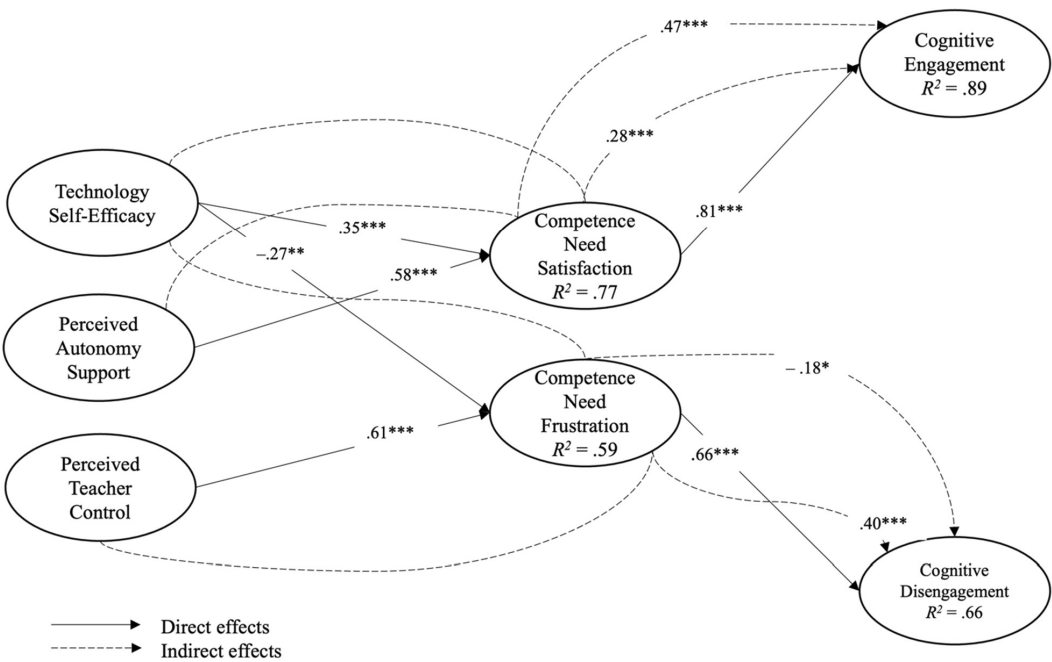 .47***
Cognitive
Engagement
R² = .89
.28***
Technology
Self-Efficacy
.35***
–.27**
.81***
Competence
Need
Satisfaction
R² = .77
.58***
Perceived
Autonomy
Support
Competence
Need
Frustration
R² = .59
– .18*
.61***
.66***
Perceived
Teacher
Control
.40***
Cognitive
Disengagement
R² = .66
Direct effects
Indirect effects